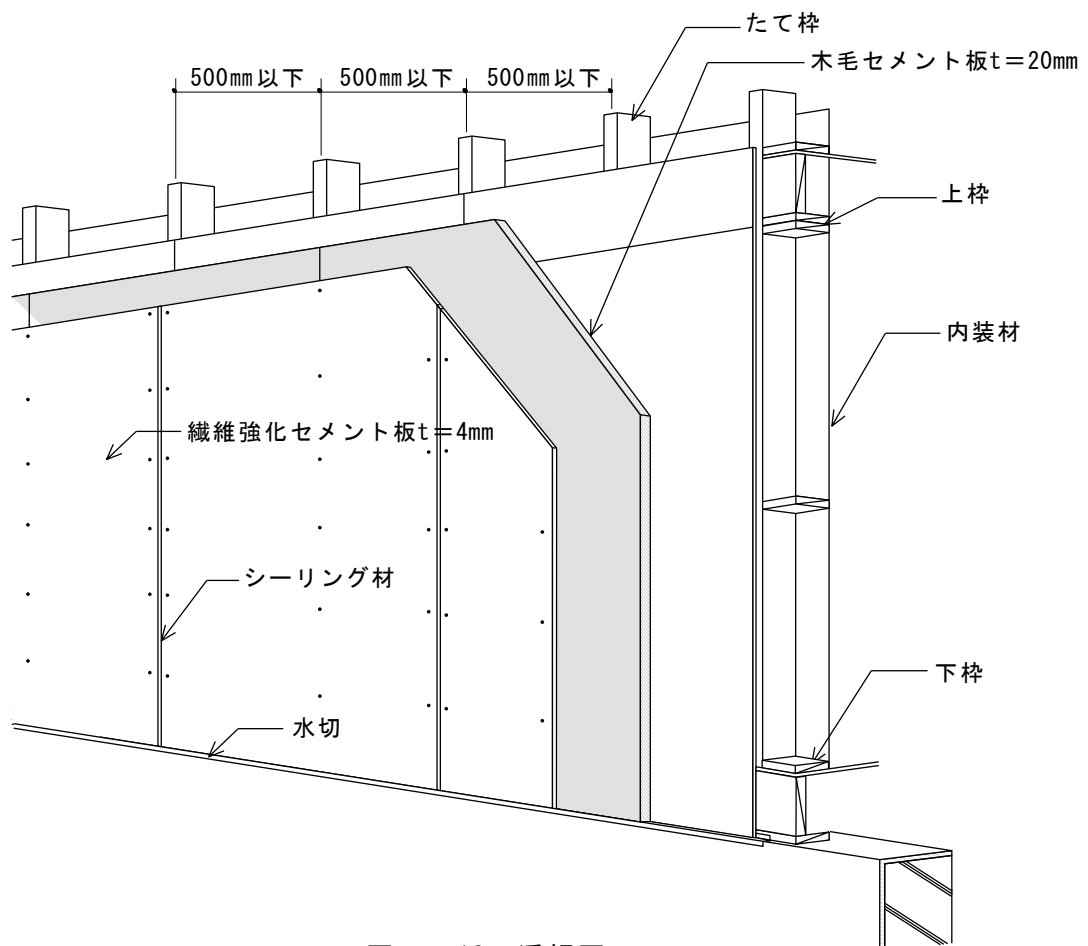 たて枠
木毛セメント板t＝20mm
500mm以下
500mm以下
500mm以下
上枠
内装材
繊維強化セメント板t＝4mm
シーリング材
下枠
水切